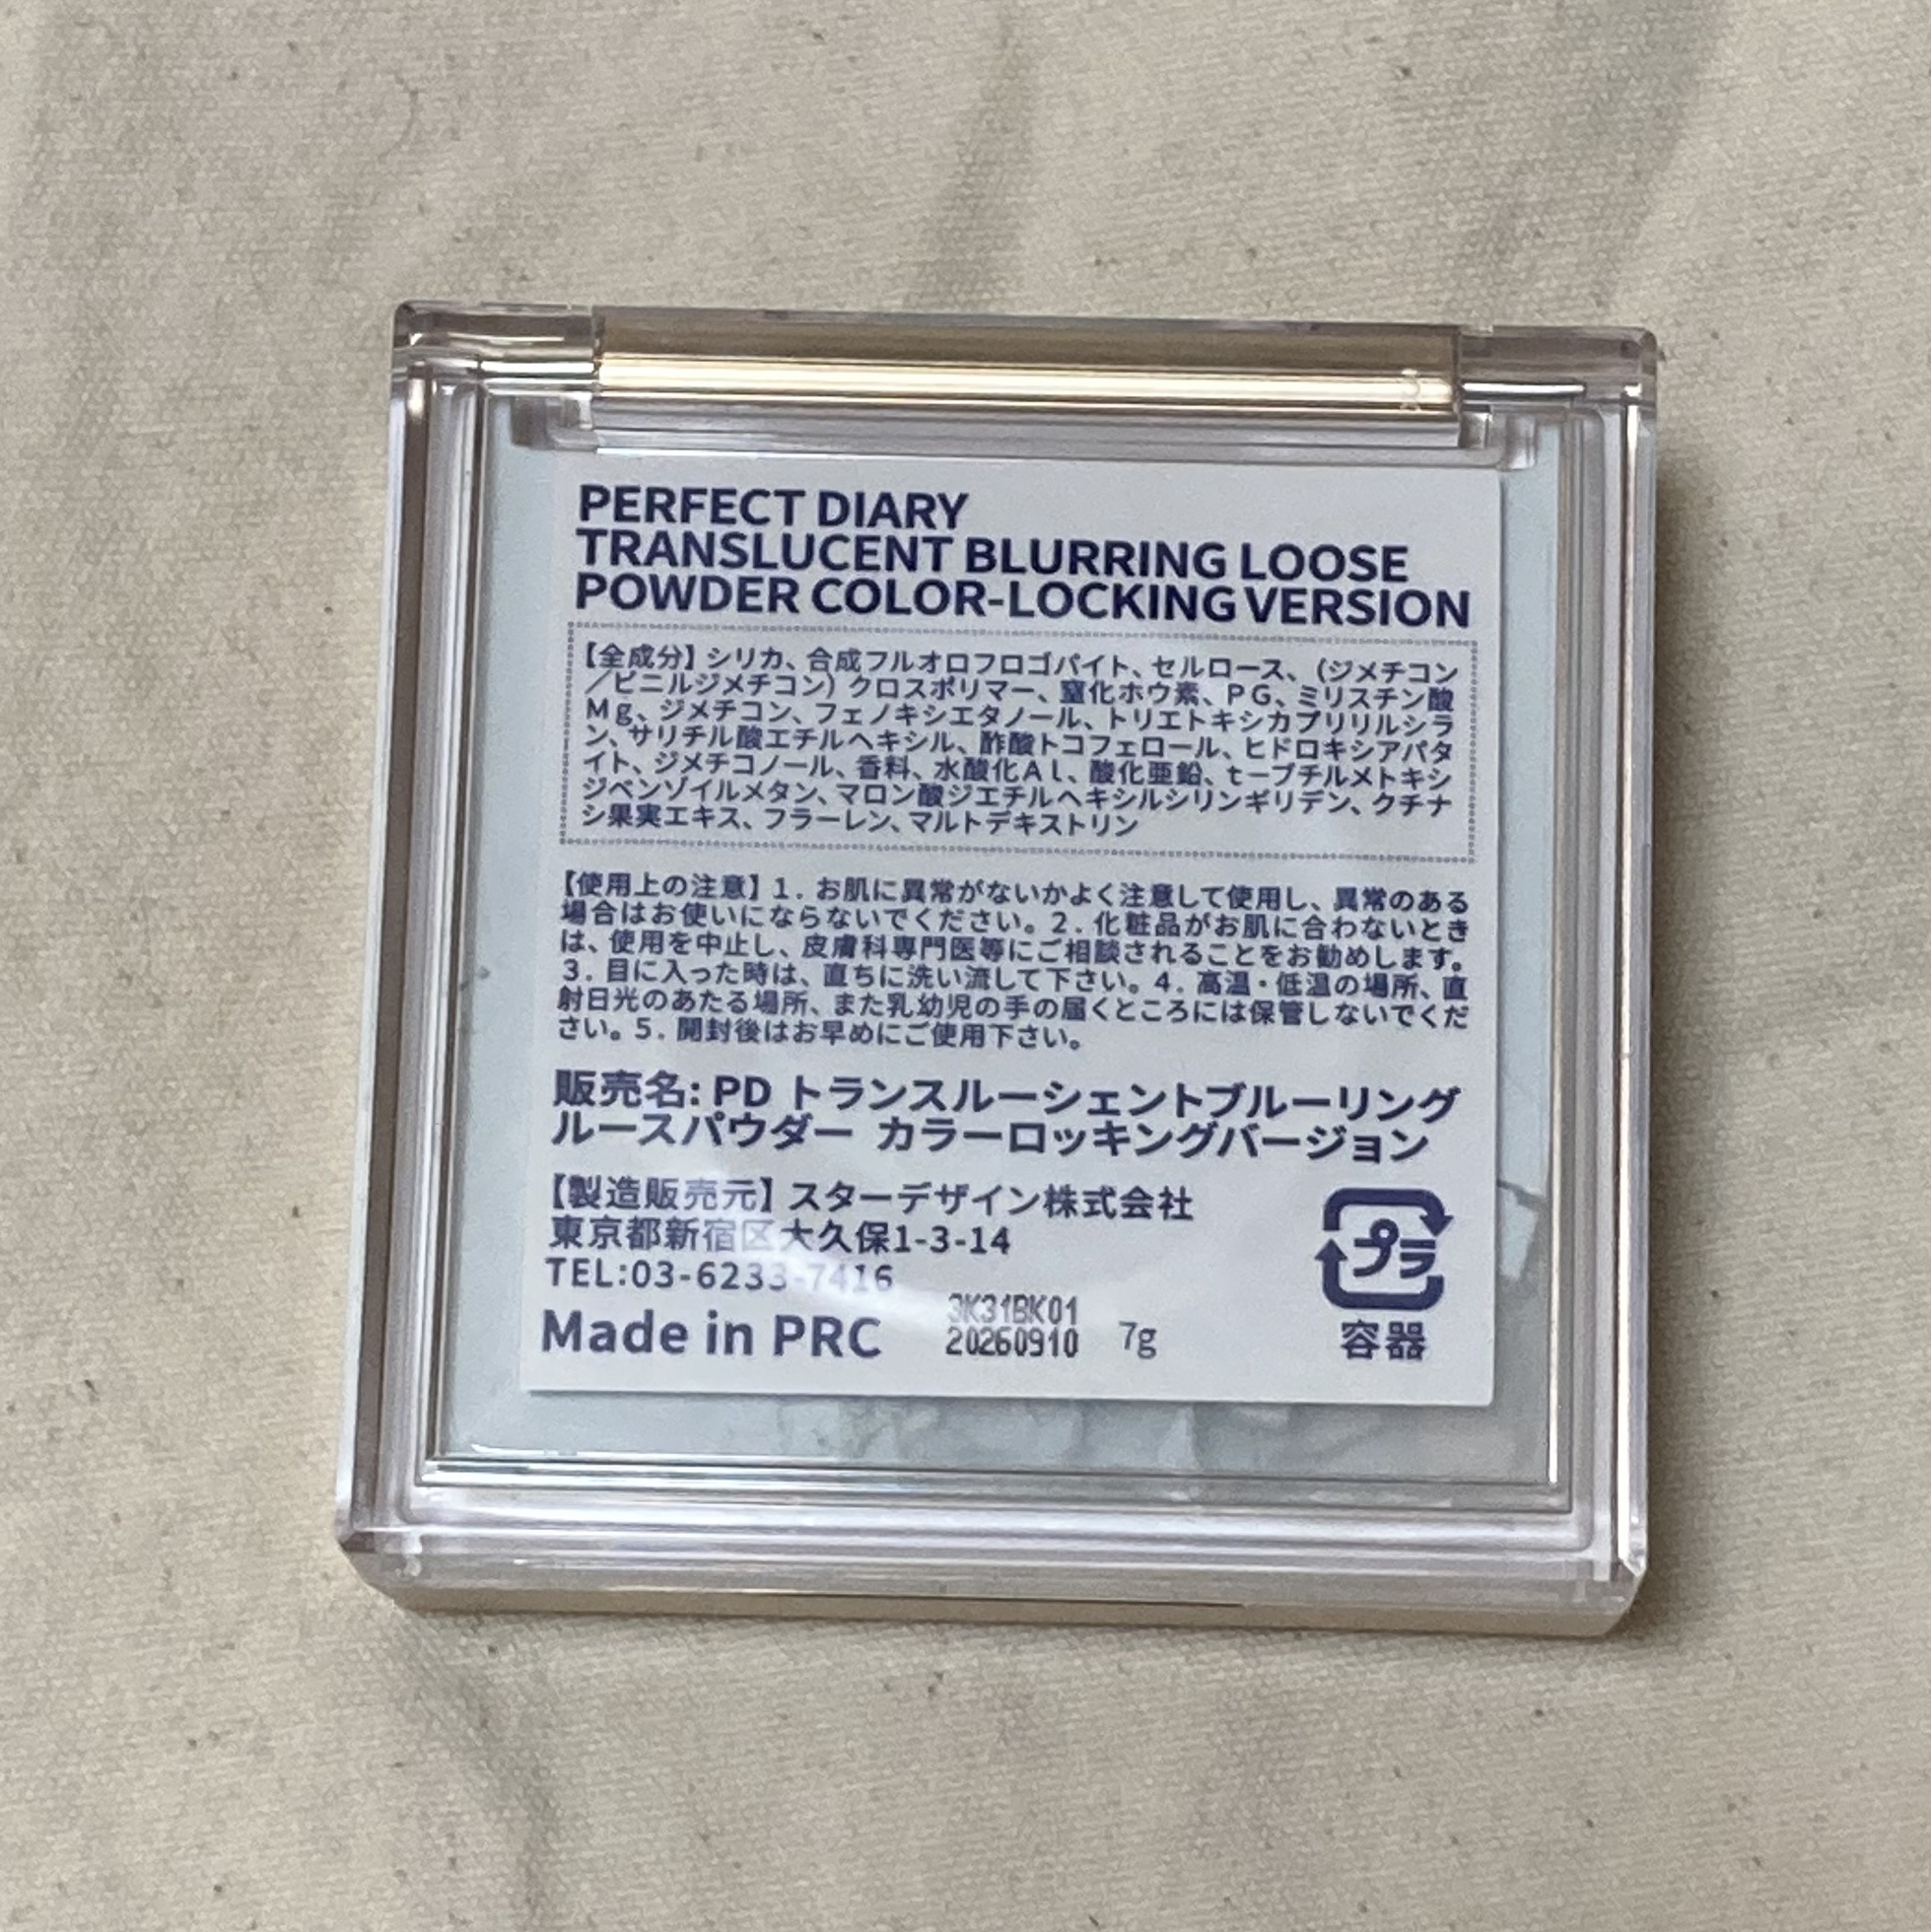 PERFECT DIARY
TRANSLUCENT BLURRING LOOSE
POWDER COLOR-LOCKING VERSION
【全成分】シリカ、合成フルオロフロゴパイト、セルロース、(ジメチコン
／ビニルジメチコン)クロスポリマー、窒化ホウ素、PG、ミリスチン酸
Mg、ジメチコン、フェノキシエタノール、トリエトキシカプリリルシラ
ン、サリチル酸エチルヘキシル、酢酸トコフェロール、ヒドロキシアパタ
イト、ジメチコノール、香料、水酸化Al、酸化亜鉛、t-ブチルメトキシ
ジベンゾイルメタン、マロン酸ジエチルヘキシルシリンギリデン、クチナ
シ果実エキス、フラーレン、マルトデキストリン
【使用上の注意】1. お肌に異常がないかよく注意して使用し、異常のある
場合はお使いにならないでください。2. 化粧品がお肌に合わないとき
は、使用を中止し、皮膚科専門医等にご相談されることをお勧めします。
3. 目に入った時は、直ちに洗い流して下さい。4. 高温・低温の場所、直
射日光のあたる場所、また乳幼児の手の届くところには保管しないでくだ
さい。5. 開封後はお早めにご使用下さい。
販売名: PD トランスルーシェントブルーリング
ルースパウダー カラーロッキングバージョン
【製造販売元】スターデザイン株式会社
東京都新宿区大久保1-3-14
TEL:03-6233-7416
プラ
容器
Made in PRC
3K31BK01
20260910
7g